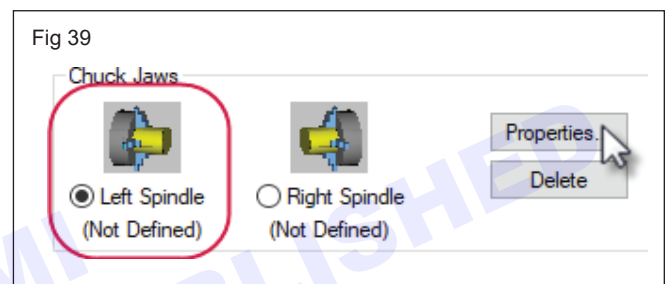 Fig 39
Chuck Jaws
Properties...
Left Spindle
Right Spindle
Delete
(Not Defined)
(Not Defined)